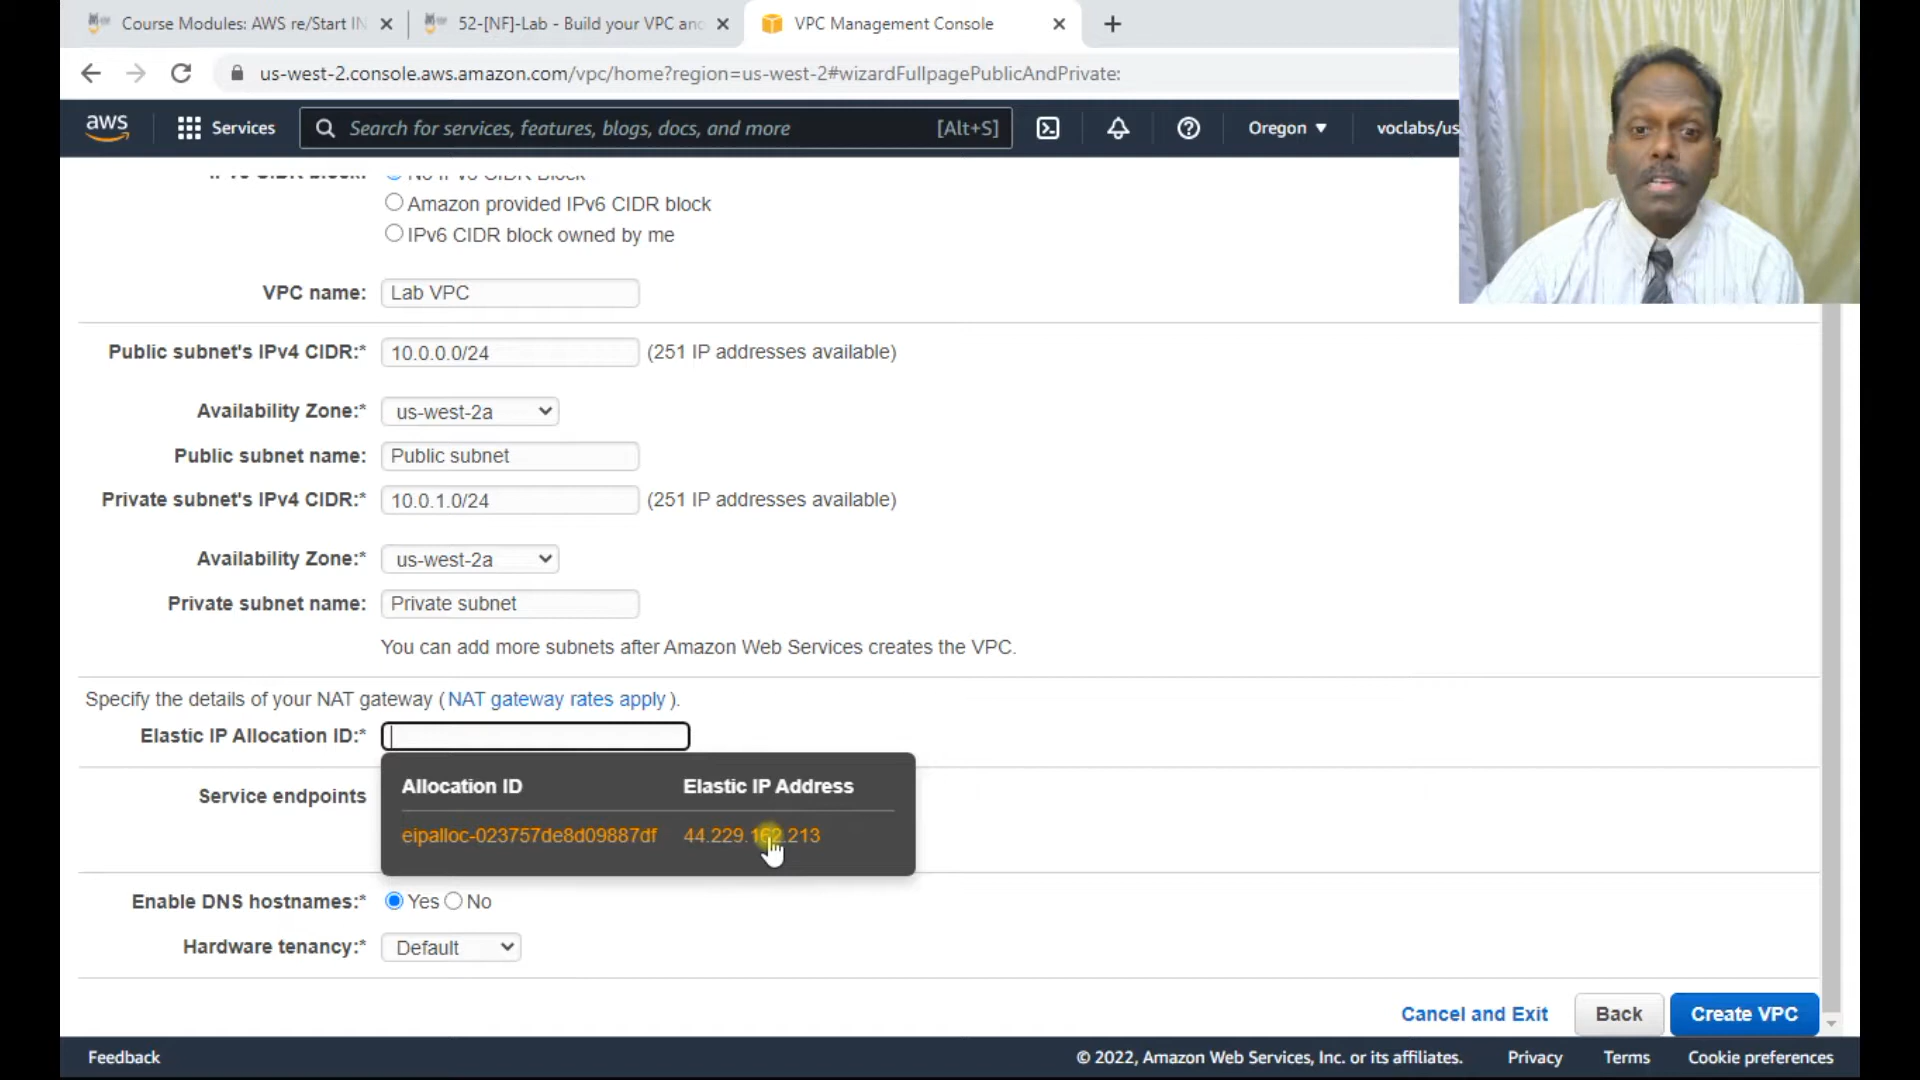 Course Modules: AWS re/Start IN
52-[NF]-Lab - Build your VPC and
VPC Management Console
us-west-2.console.aws.amazon.com/vpc/home?region=us-west-2#wizardFullpagePublicAndPrivate:
aws
Services
Search for services, features, blogs, docs, and more
[Alt+S]
Oregon ▼
voclabs/us
IPv6 CIDR block:
No IPv6 CIDR Block
Amazon provided IPv6 CIDR block
IPv6 CIDR block owned by me
VPC name: Lab VPC
Public subnet's IPv4 CIDR:* 10.0.0.0/24 (251 IP addresses available)
Availability Zone:* us-west-2a
Public subnet name: Public subnet
Private subnet's IPv4 CIDR:* 10.0.1.0/24 (251 IP addresses available)
Availability Zone:* us-west-2a
Private subnet name: Private subnet
You can add more subnets after Amazon Web Services creates the VPC.
Specify the details of your NAT gateway (NAT gateway rates apply ).
Elastic IP Allocation ID:*
Allocation ID Elastic IP Address
Service endpoints
eipalloc-023757de8d09887df 44.229.162.213
Enable DNS hostnames:* Yes No
Hardware tenancy:* Default
Cancel and Exit Back Create VPC
Feedback
© 2022, Amazon Web Services, Inc. or its affiliates. Privacy Terms Cookie preferences